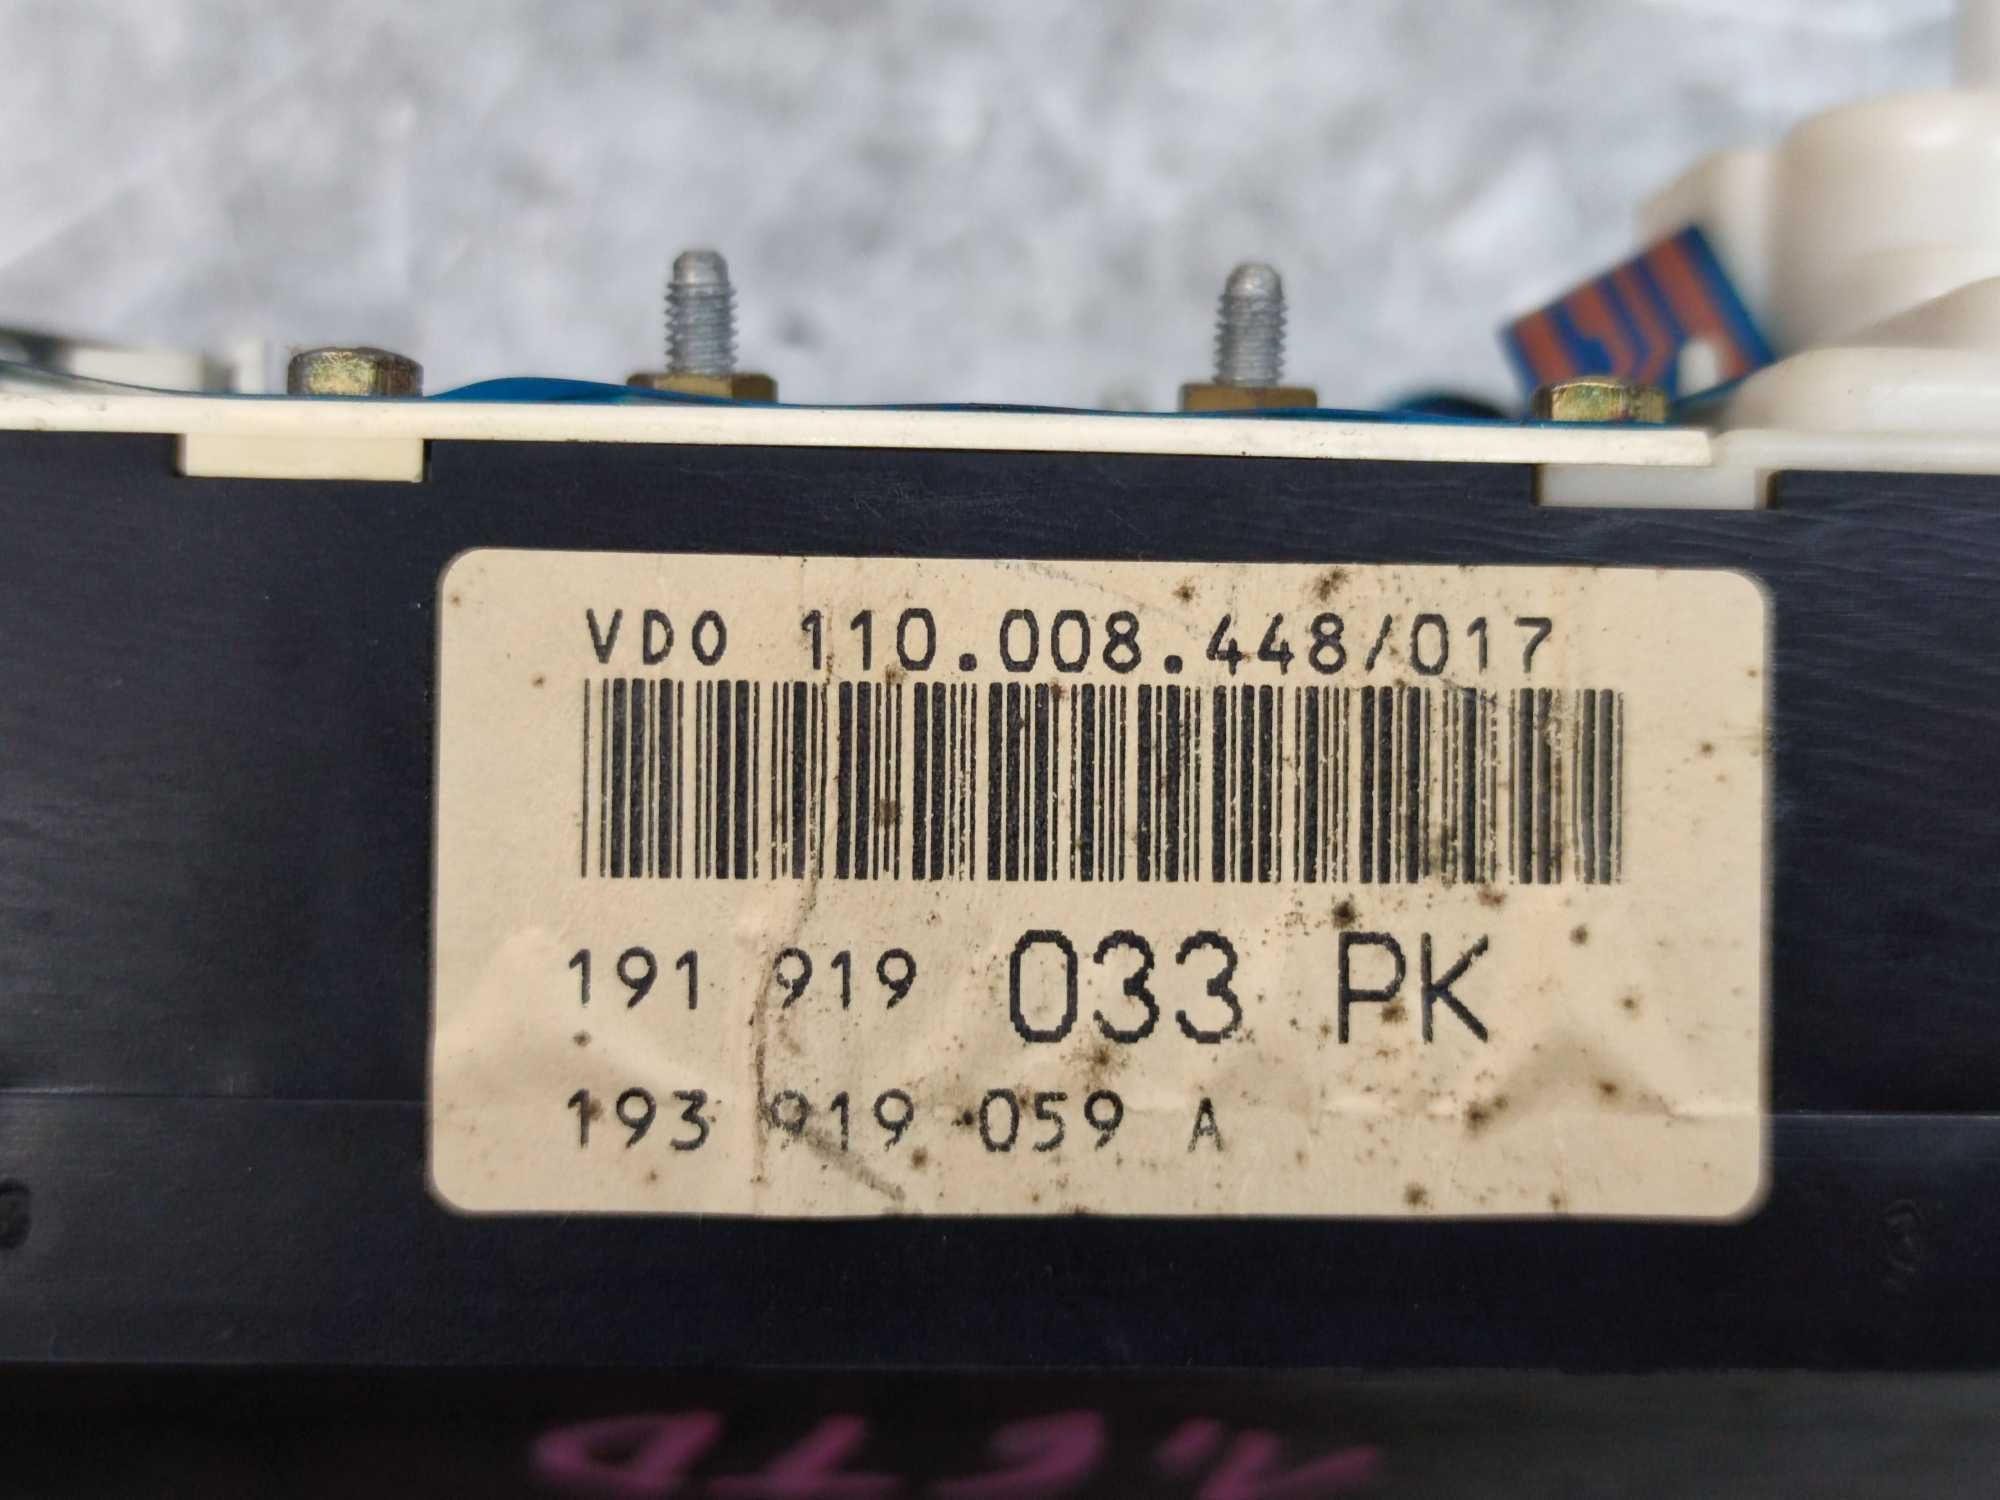 VDO 110.008.448/017
191 919 033 PK
193 919 059 A